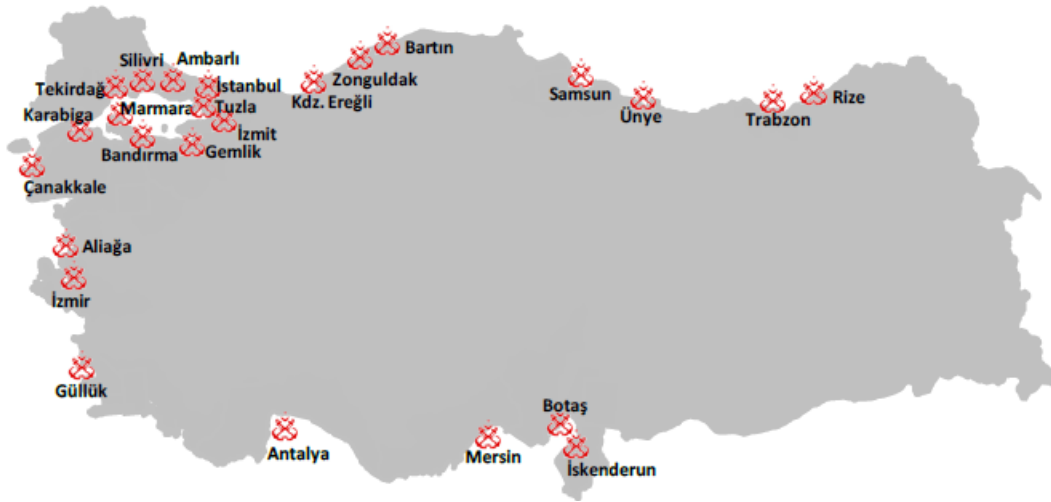 Bartın
Silivri
Ambarlı
Zonguldak
Tekirdağ
İstanbul
Samsun
Rize
Kdz. Ereğli
Karabiga
Marmara
Tuzla
Ünye
Trabzon
İzmit
Bandırma
Gemlik
Çanakkale
Aliağa
İzmir
Güllük
Botaş
Antalya
Mersin
İskenderun